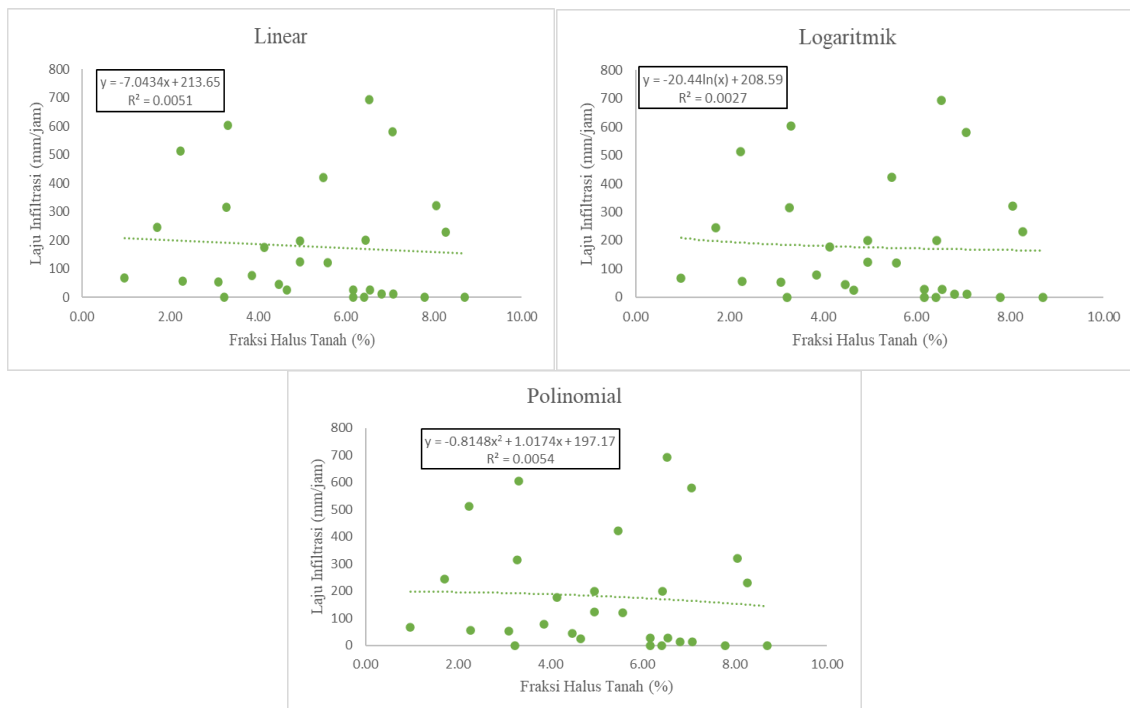 Linear
y = -7.0434x + 213.65
R² = 0.0051
Laju Infiltrasi (mm/jam)
800
700
600
500
400
300
200
100
0
0.00 2.00 4.00 6.00 8.00 10.00
Fraksi Halus Tanah (%)
Logaritmik
y = -20.44ln(x) + 208.59
R² = 0.0027
Laju Infiltrasi (mm/jam)
800
700
600
500
400
300
200
100
0
0.00 2.00 4.00 6.00 8.00 10.00
Fraksi Halus Tanah (%)
Polinomial
y = -0.8148x² + 1.0174x + 197.17
R² = 0.0054
Laju Infiltrasi (mm/jam)
800
700
600
500
400
300
200
100
0
0.00 2.00 4.00 6.00 8.00 10.00
Fraksi Halus Tanah (%)